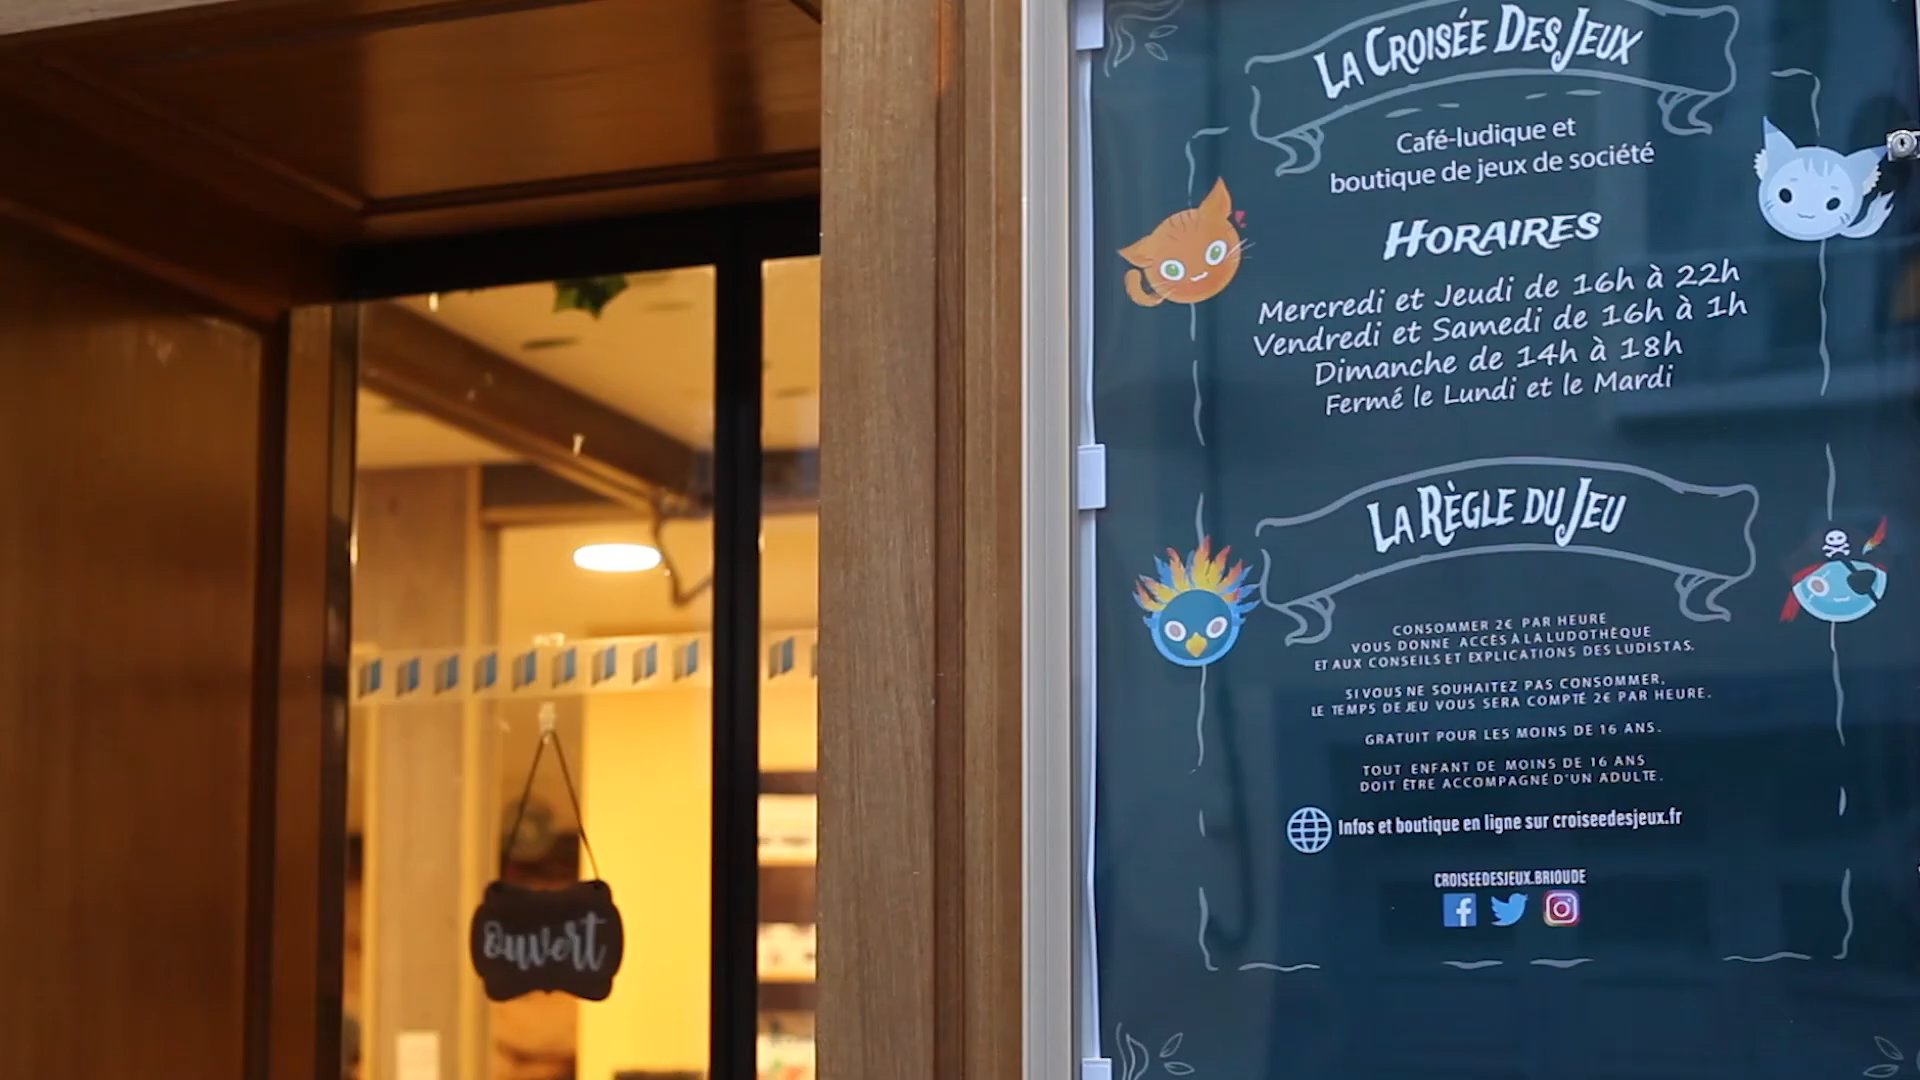 La Croisée Des Jeux
Café-ludique et
boutique de jeux de société
Horaires
Mercredi et Jeudi de 16h à 22h
Vendredi et Samedi de 16h à 1h
Dimanche de 14h à 18h
Fermé le Lundi et le Mardi
La Règle du Jeu
CONSOMMER 2€ PAR HEURE
VOUS DONNE ACCÈS À LA LUDOTHÈQUE
ET AUX CONSEILS ET EXPLICATIONS DES LUDISTAS.
SI VOUS NE SOUHAITEZ PAS CONSOMMER,
LE TEMPS DE JEU VOUS SERA COMPTÉ 2€ PAR HEURE.
GRATUIT POUR LES MOINS DE 16 ANS.
TOUT ENFANT DE MOINS DE 16 ANS
DOIT ÊTRE ACCOMPAGNÉ D'UN ADULTE.
Infos et boutique en ligne sur croiseedesjeux.fr
CROISEEDESJEUX.BRIOUDE
ouvert